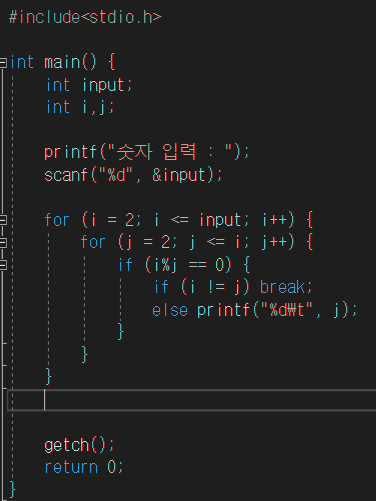 #include<stdio.h>
int main() {
int input;
int i,j;
printf("숫자 입력 : ");
scanf("%d", &input);
for (i = 2; i <= input; i++) {
for (j = 2; j <= i; j++) {
if (i%j == 0) {
if (i != j) break;
else printf("%d₩t", j);
}
}
}
getch();
return 0;
}